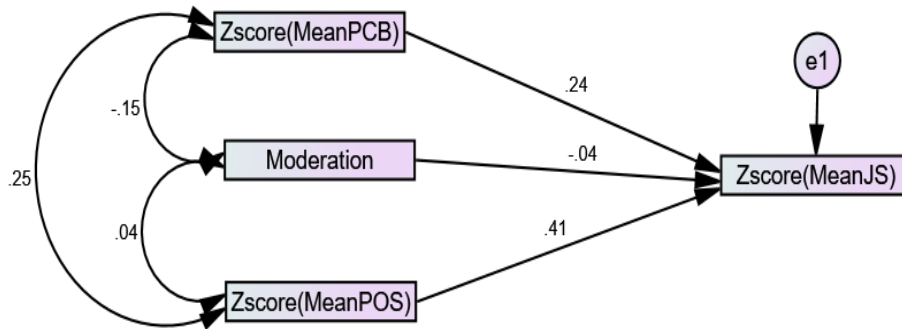 Zscore(MeanPCB)
e1
.24
-.15
Moderation
-.04
Zscore(MeanJS)
.25
.04
.41
Zscore(MeanPOS)